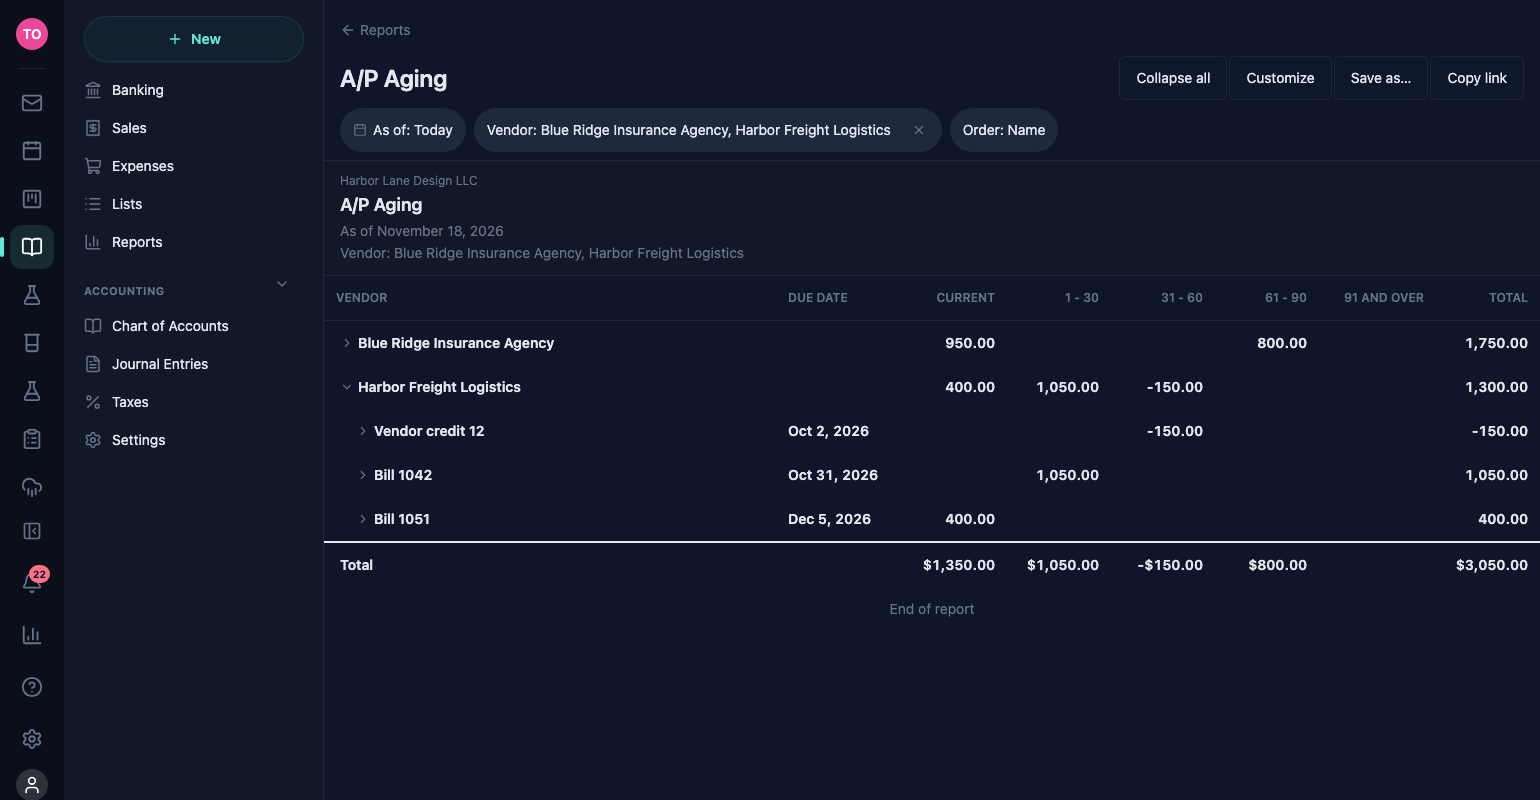 TO
New
Banking
Sales
Expenses
Lists
Reports
ACCOUNTING
Chart of Accounts
Journal Entries
Taxes
Settings
22
Reports
A/P Aging
Collapse all Customize Save as... Copy link
As of: Today Vendor: Blue Ridge Insurance Agency, Harbor Freight Logistics Order: Name
Harbor Lane Design LLC
A/P Aging
As of November 18, 2026
Vendor: Blue Ridge Insurance Agency, Harbor Freight Logistics
VENDOR DUE DATE CURRENT 1 - 30 31 - 60 61 - 90 91 AND OVER TOTAL
Blue Ridge Insurance Agency 950.00 800.00 1,750.00
Harbor Freight Logistics 400.00 1,050.00 -150.00 1,300.00
Vendor credit 12 Oct 2, 2026 -150.00 -150.00
Bill 1042 Oct 31, 2026 1,050.00 1,050.00
Bill 1051 Dec 5, 2026 400.00 400.00
Total $1,350.00 $1,050.00 -$150.00 $800.00 $3,050.00
End of report